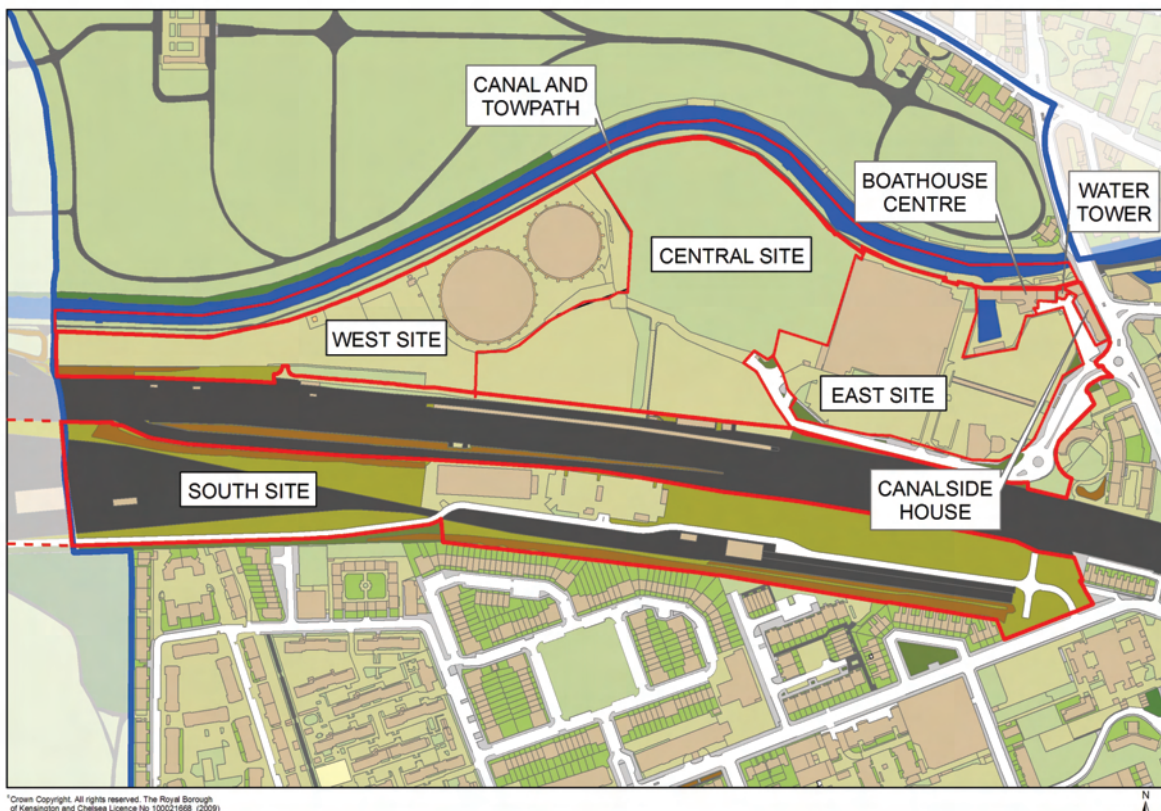 CANAL AND
TOWPATH
BOATHOUSE
CENTRE
WATER
TOWER
CENTRAL SITE
WEST SITE
EAST SITE
SOUTH SITE
CANALSIDE
HOUSE
©Crown Copyright. All rights reserved. The Royal Borough
of Kensington and Chelsea Licence No 100021668 (2009)
N